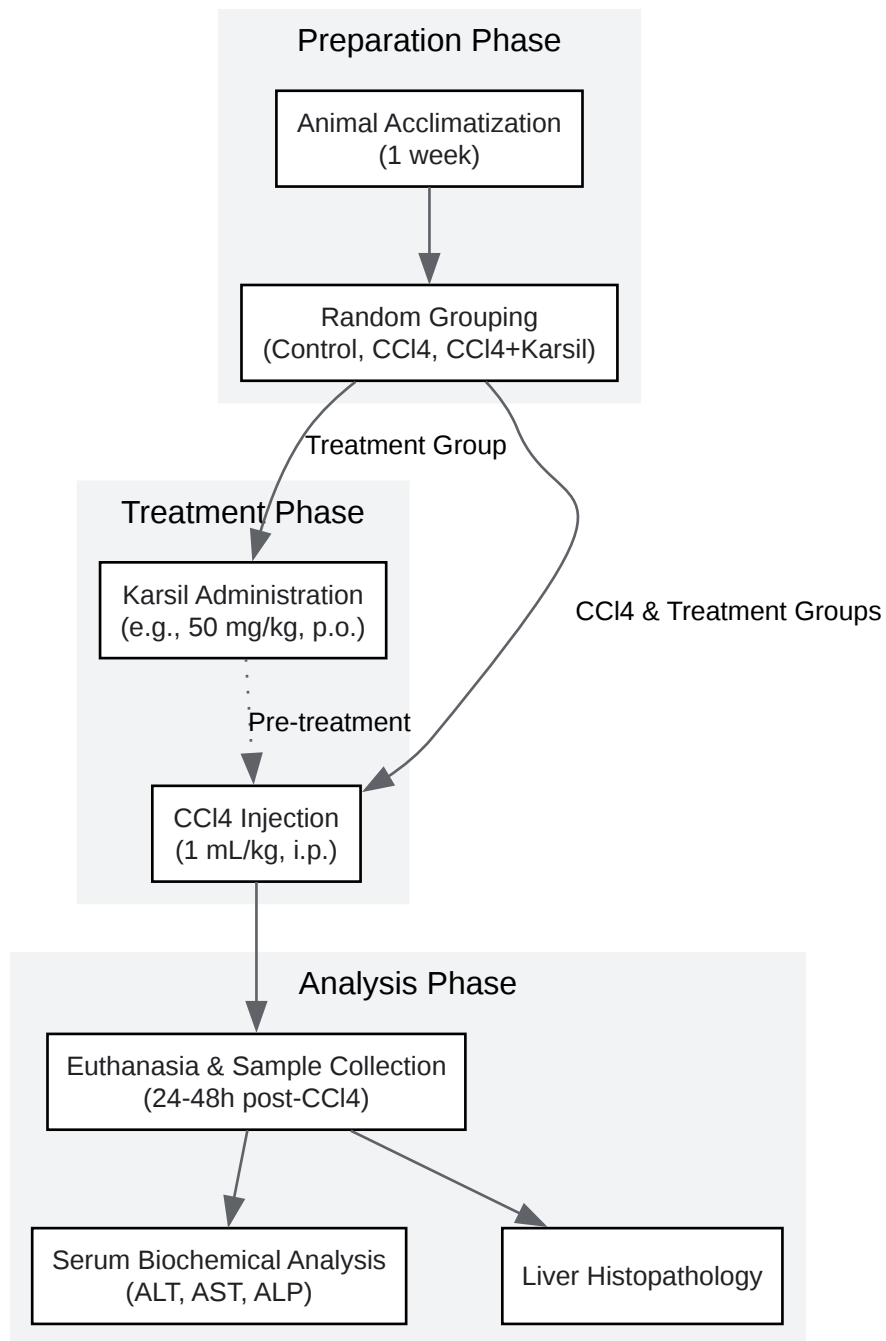 Preparation Phase
Animal Acclimatization
(1 week)
Random Grouping
(Control, CCl4, CCl4+Karsil)
Treatment Group
Treatment Phase
Karsil Administration
(e.g., 50 mg/kg, p.o.)
CCl4 & Treatment Groups
Pre-treatment
CCl4 Injection
(1 mL/kg, i.p.)
Analysis Phase
Euthanasia & Sample Collection
(24-48h post-CCl4)
Serum Biochemical Analysis
(ALT, AST, ALP)
Liver Histopathology